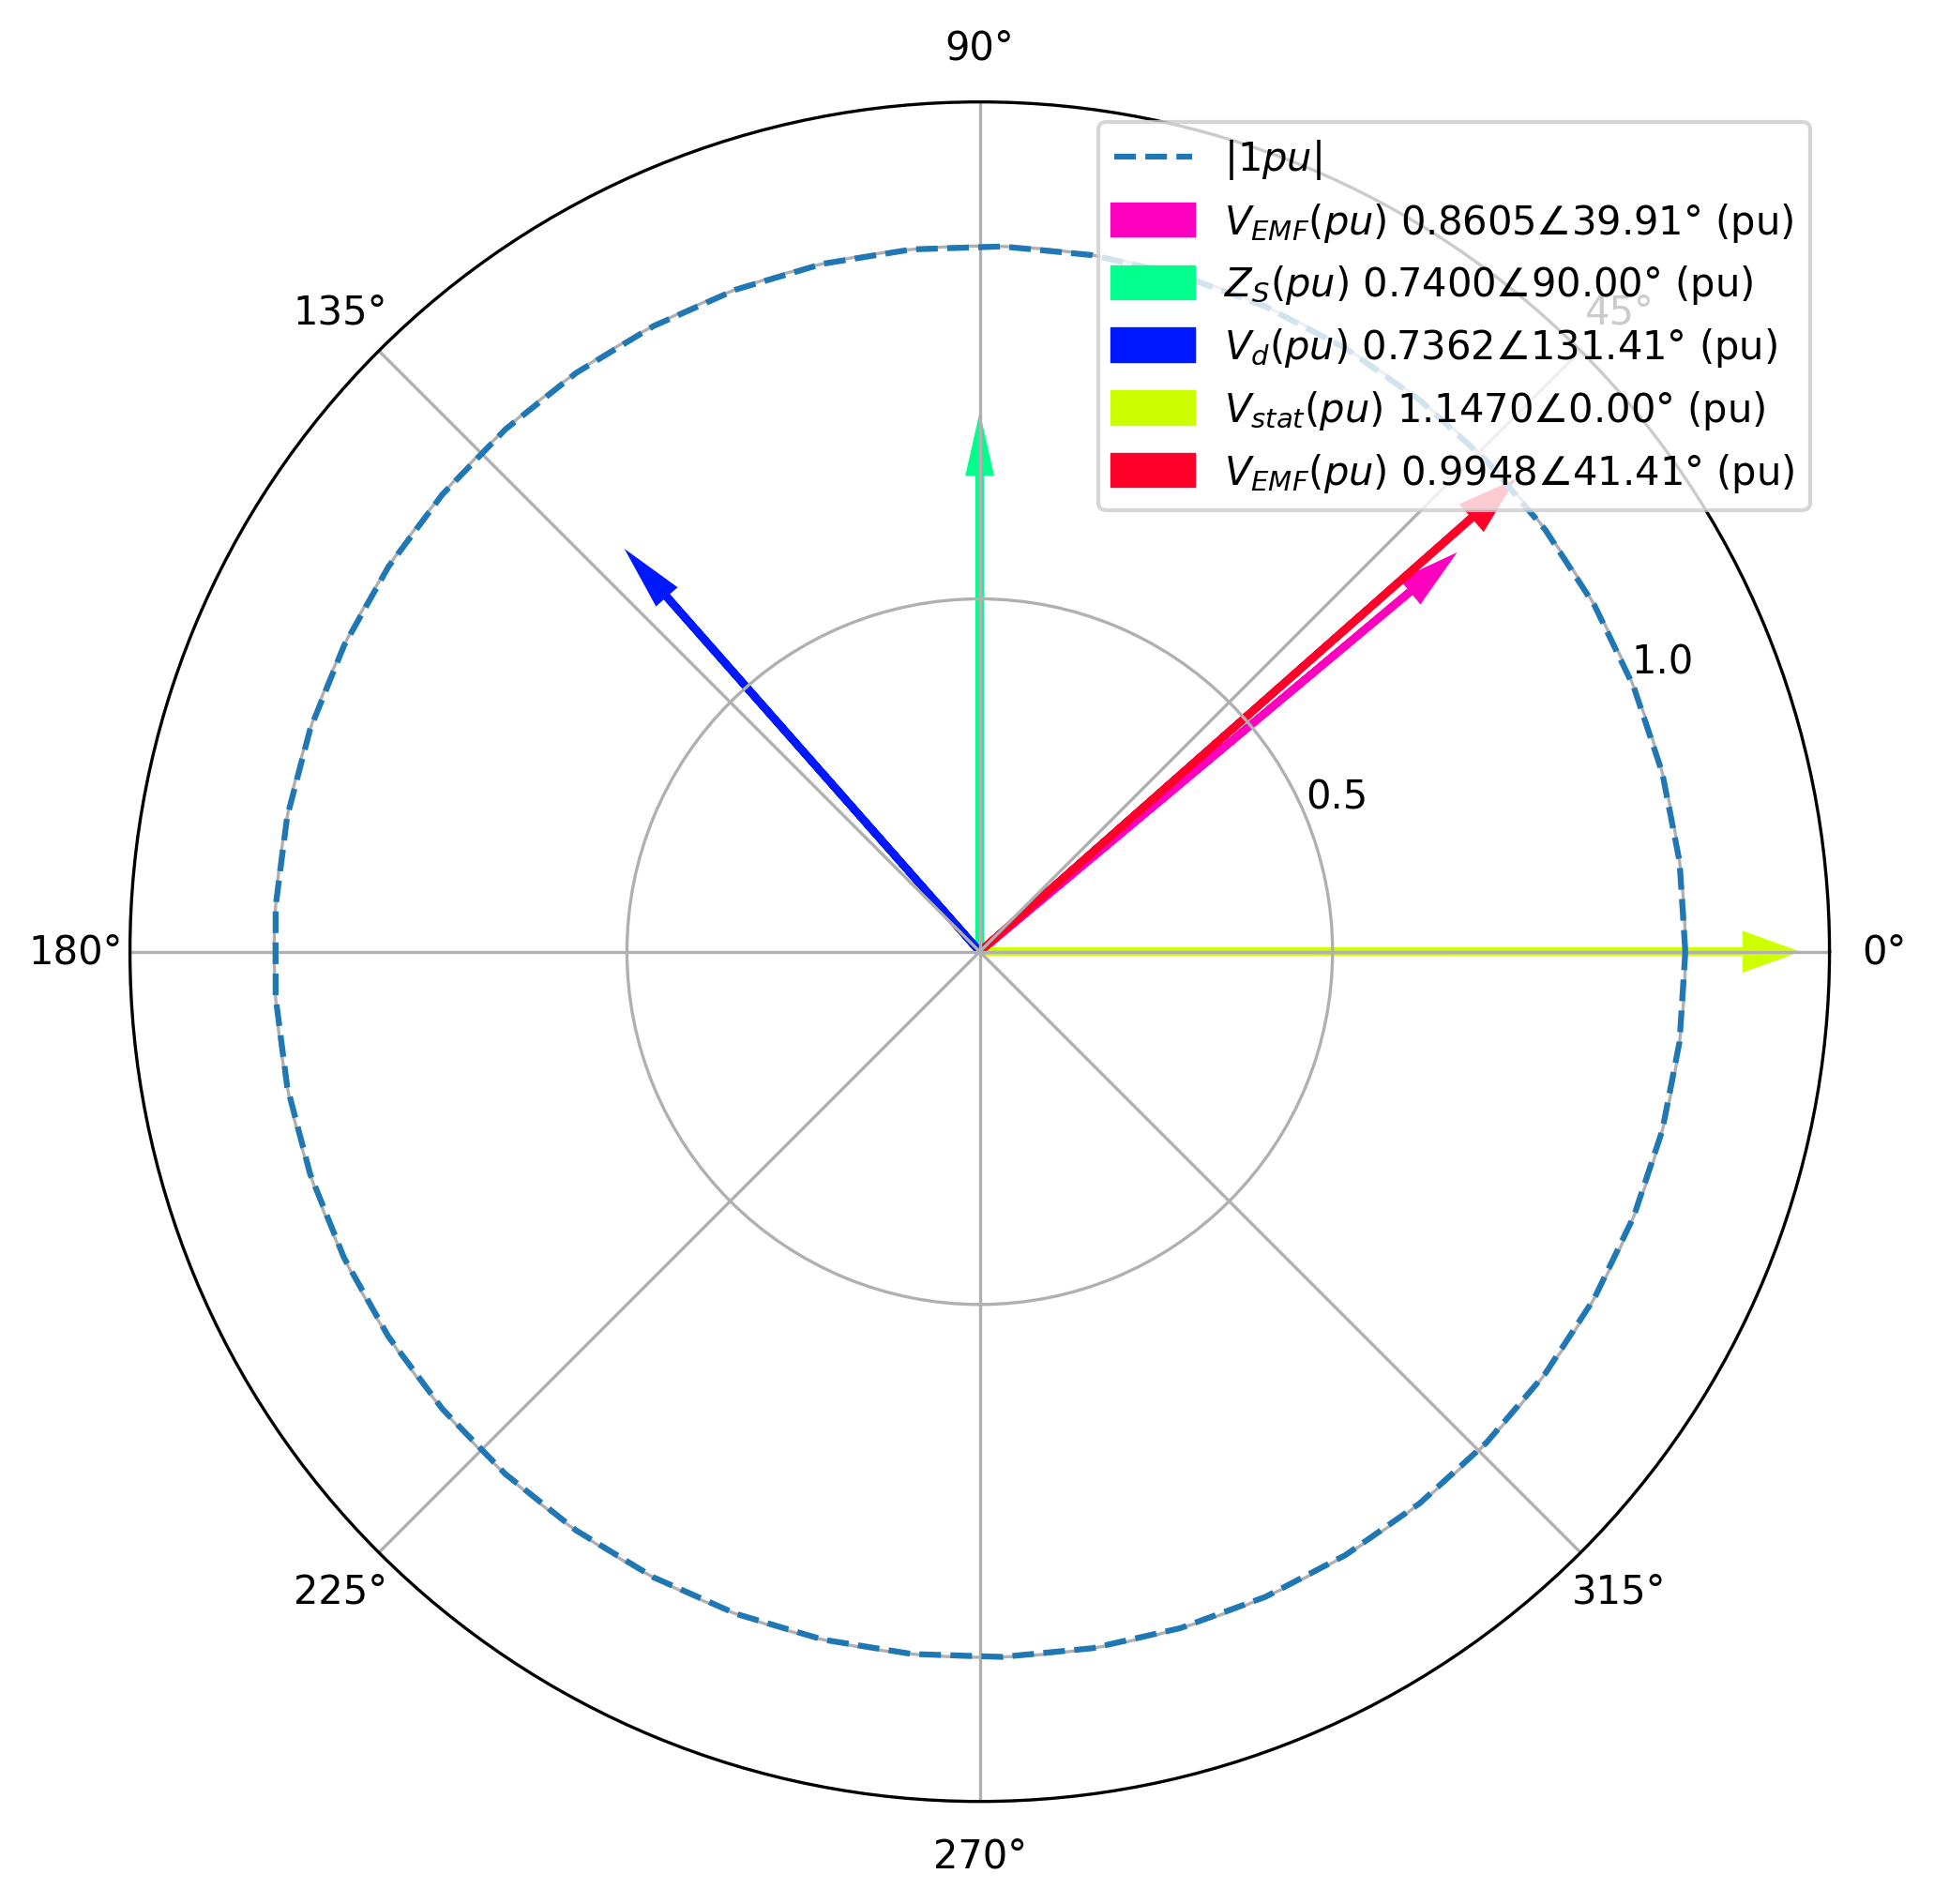 90°
|1pu|
V_EMF(pu) 0.8605∠39.91° (pu)
Z_S(pu) 0.7400∠90.00° (pu)
V_d(pu) 0.7362∠131.41° (pu)
V_stat(pu) 1.1470∠0.00° (pu)
V_EMF(pu) 0.9948∠41.41° (pu)
135°
45°
1.0
0.5
180°
0°
225°
315°
270°